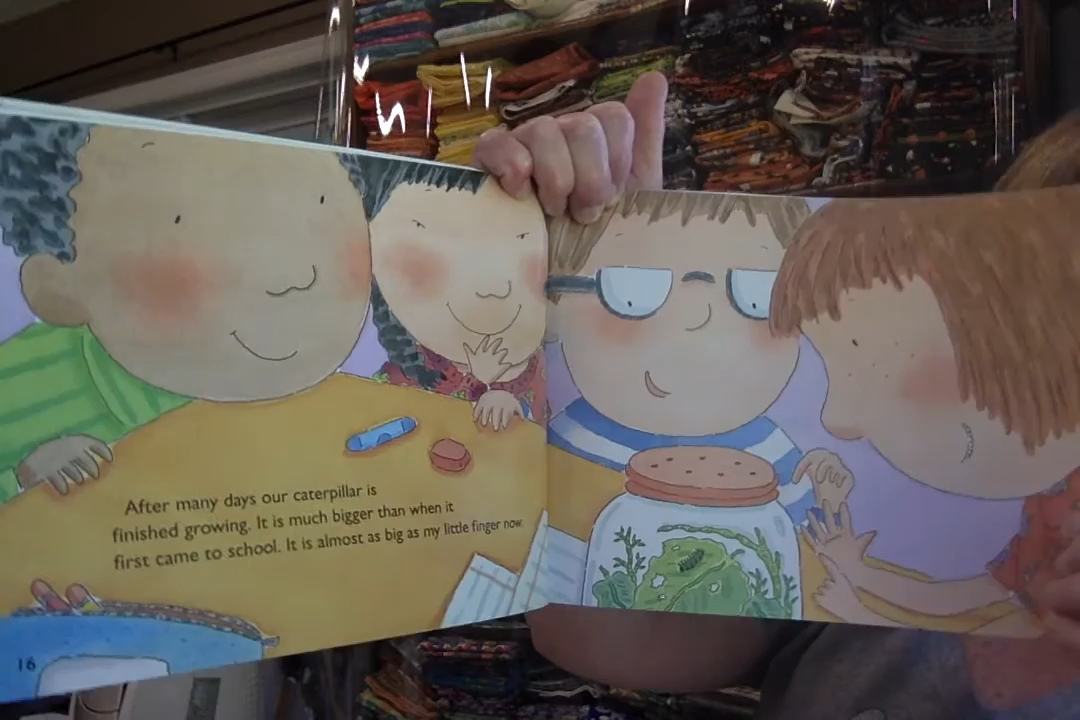 After many days our caterpillar is
finished growing. It is much bigger than when it
first came to school. It is almost as big as my little finger now.
16